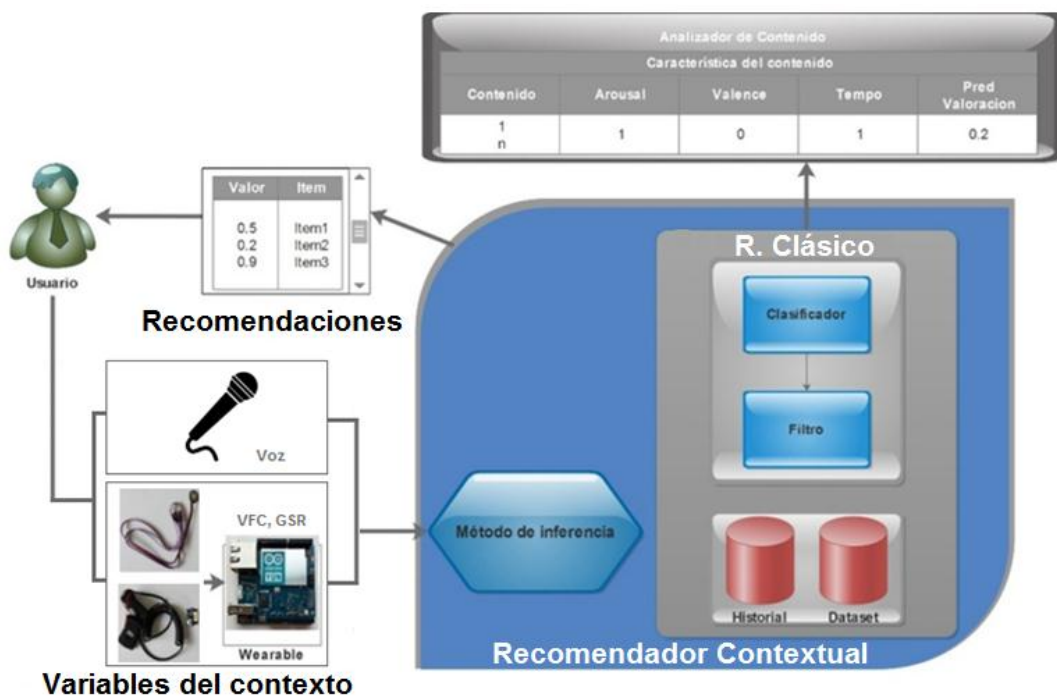 Analizador de Contenido
Característica del contenido
Contenido Arousal Valence Tempo Pred Valoracion
1 n 1 0 1 0.2
Valor Item
0.5 Item1
0.2 Item2
0.9 Item3
Usuario
Recomendaciones
R. Clásico
Clasificador
Filtro
Voz
VFC, GSR
Método de inferencia
Wearable
Historial Dataset
Recomendador Contextual
Variables del contexto